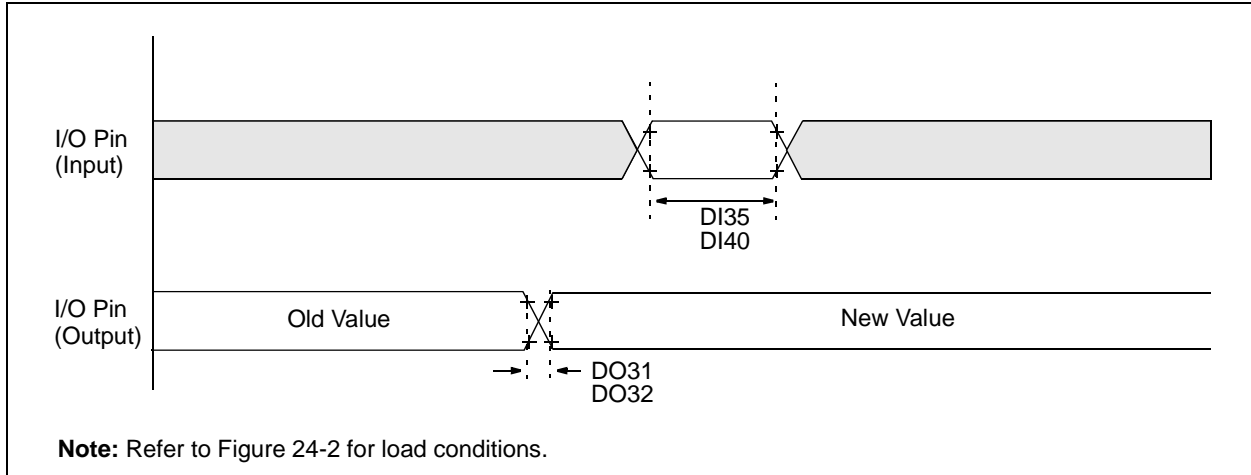 I/O Pin
(Input)
DI35
DI40
I/O Pin
(Output)
Old Value
New Value
DO31
DO32
Note: Refer to Figure 24-2 for load conditions.